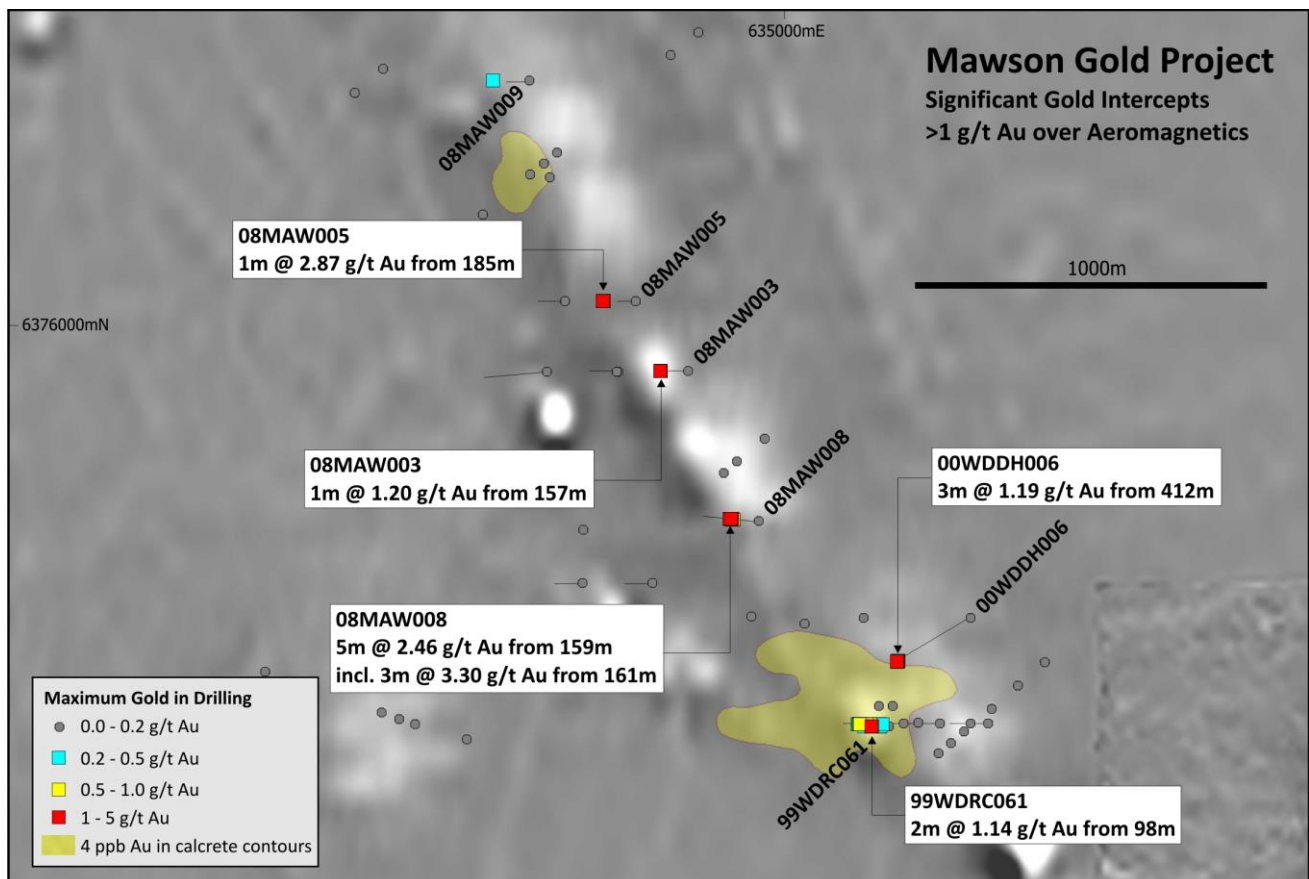 635000mE
Mawson Gold Project
Significant Gold Intercepts
>1 g/t Au over Aeromagnetics
08MAW009
08MAW005
1m @ 2.87 g/t Au from 185m
08MAW005
1000m
6376000mN
08MAW003
08MAW003
1m @ 1.20 g/t Au from 157m
08MAW008
00WDDH006
3m @ 1.19 g/t Au from 412m
00WDDH006
08MAW008
5m @ 2.46 g/t Au from 159m
incl. 3m @ 3.30 g/t Au from 161m
99WDRC061
99WDRC061
2m @ 1.14 g/t Au from 98m
Maximum Gold in Drilling
0.0 - 0.2 g/t Au
0.2 - 0.5 g/t Au
0.5 - 1.0 g/t Au
1 - 5 g/t Au
4 ppb Au in calcrete contours